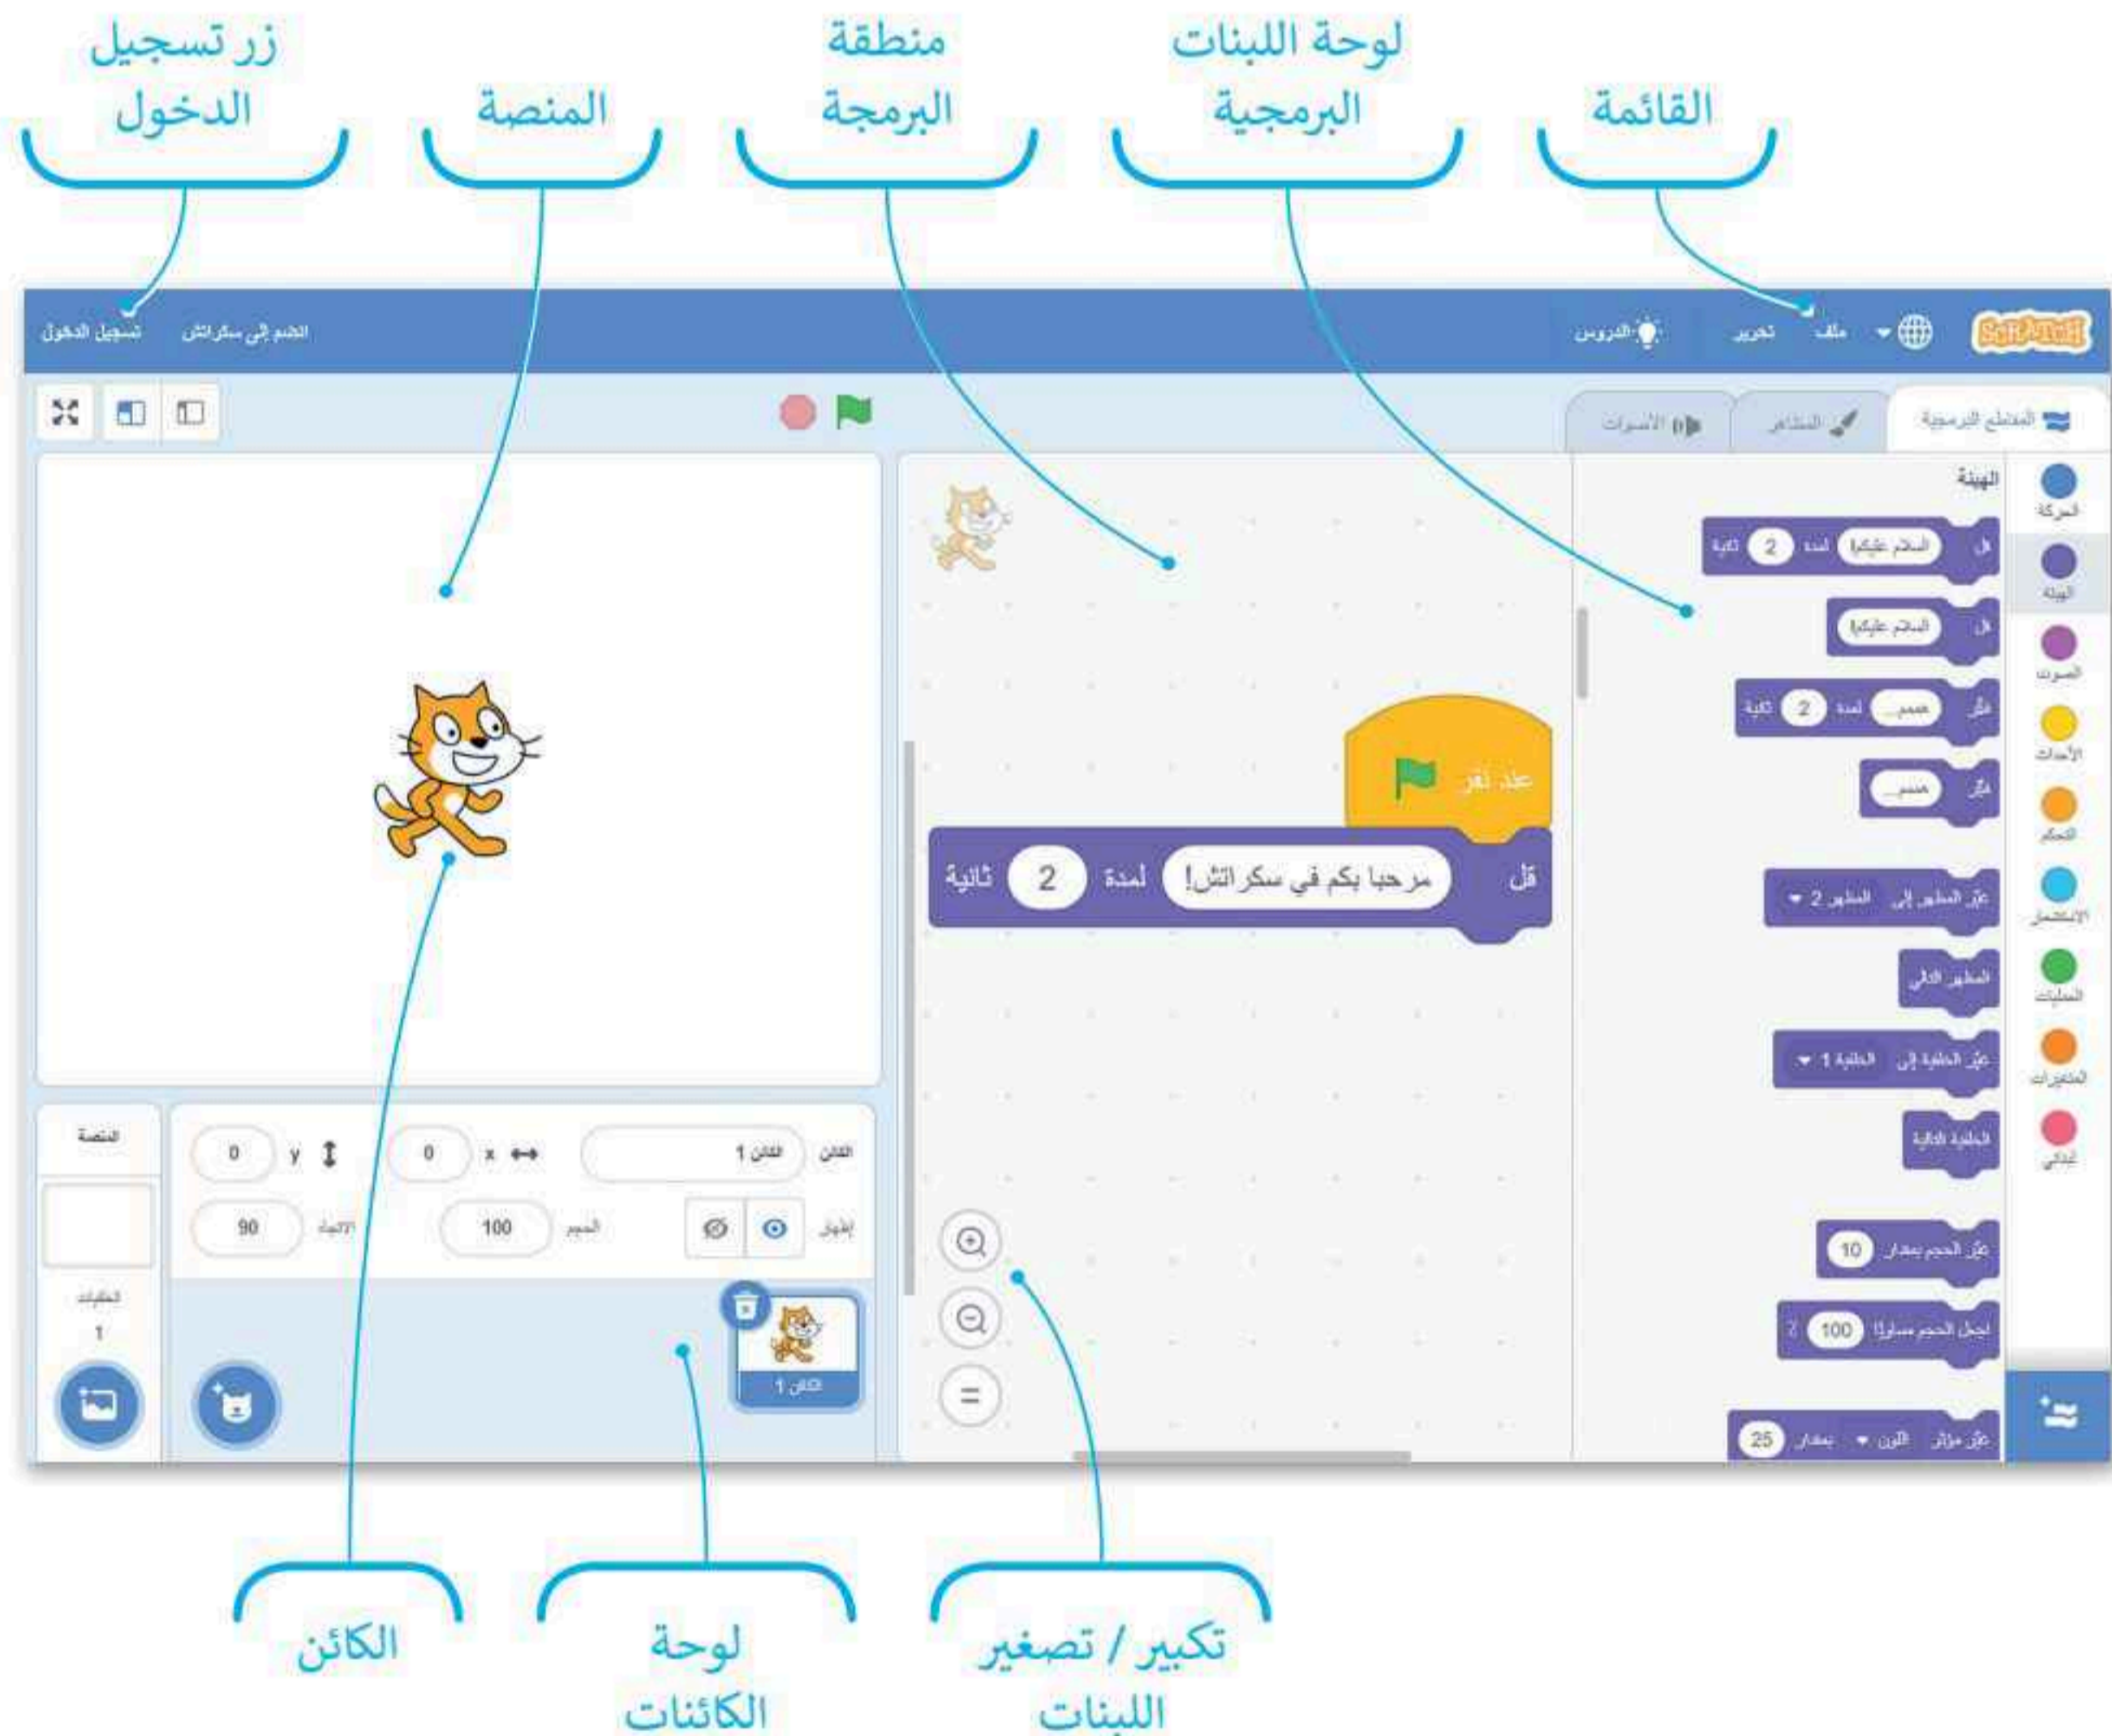 القائمة
لوحة اللبنات
البرمجية
منطقة
البرمجة
المنصة
زر تسجيل
الدخول
SCRATCH
ملف
تحرير
الدروس
انضم إلى سكراتش
تسجيل الدخول
المقاطع البرمجية
المظاهر
الأصوات
الحركة
الهيئة
الصوت
الأحداث
التحكم
الاستشعار
العمليات
المتغيرات
لبناتي
الهيئة
قل السلام عليكم! لمدة 2 ثانية
قل السلام عليكم!
فكّر همممم... لمدة 2 ثانية
فكّر همممم...
غيّر المظهر إلى المظهر 2
المظهر التالي
غيّر الخلفية إلى الخلفية 1
الخلفية التالية
غيّر الحجم بمقدار 10
اجعل الحجم مساويًا 100 %
غيّر مؤثر اللون بمقدار 25
عند نقر
قل مرحبا بكم في سكراتش! لمدة 2 ثانية
الكائن الكائن 1 x 0 y 0
إظهار الحجم 100 الاتجاه 90
الكائن 1
المنصة
الخلفيات
1
تكبير / تصغير
اللبنات
لوحة
الكائنات
الكائن